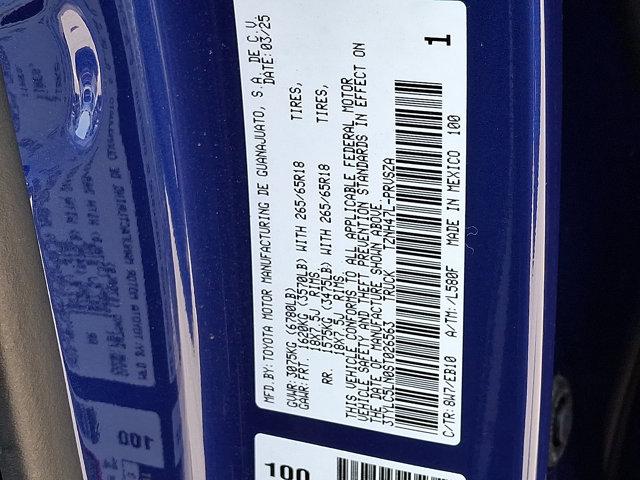 MFD.BY: TOYOTA MOTOR MANUFACTURING DE GUANAJUATO, S.A. DE C.V.
DATE: 03/25
GVWR: 3075KG (6780LB)
GAWR: FRT. 1620KG (3570LB) WITH 265/65R18 TIRES,
18X7.5J RIMS,
RR. 1575KG (3475LB) WITH 265/65R18 TIRES,
18X7.5J RIMS.
THIS VEHICLE CONFORMS TO ALL APPLICABLE FEDERAL MOTOR
VEHICLE SAFETY AND THEFT PREVENTION STANDARDS IN EFFECT ON
THE DATE OF MANUFACTURE SHOWN ABOVE.
TRUCK TZNH47L-PRVSZA
C/TR: 8W7/EB10 A/TM: /L580F MADE IN MEXICO 100
1
100